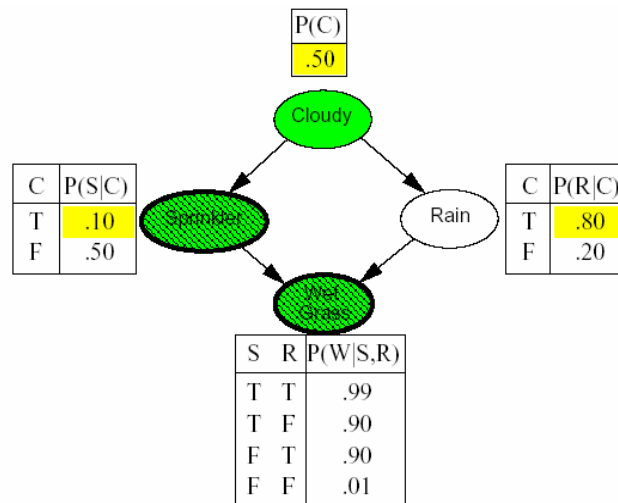 P(C)
.50
Cloudy
C P(S|C)
T .10
F .50
Sprinkler
Rain
C P(R|C)
T .80
F .20
Wet
Grass
S R P(W|S,R)
T T .99
T F .90
F T .90
F F .01